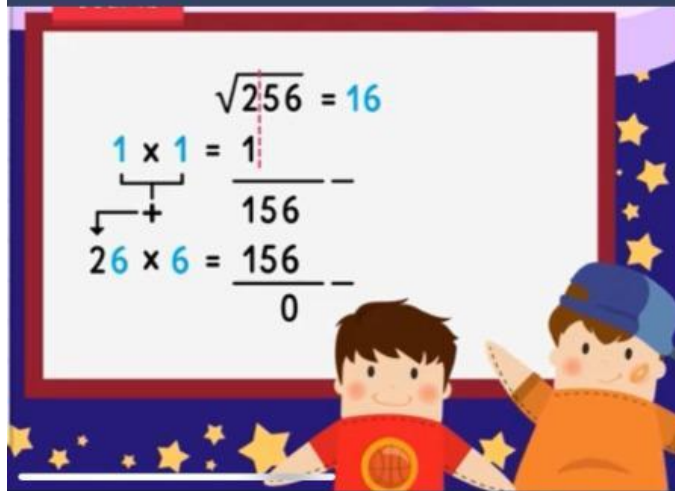 √256 = 16
1 x 1 = 1
+ 156
26 x 6 = 156
0